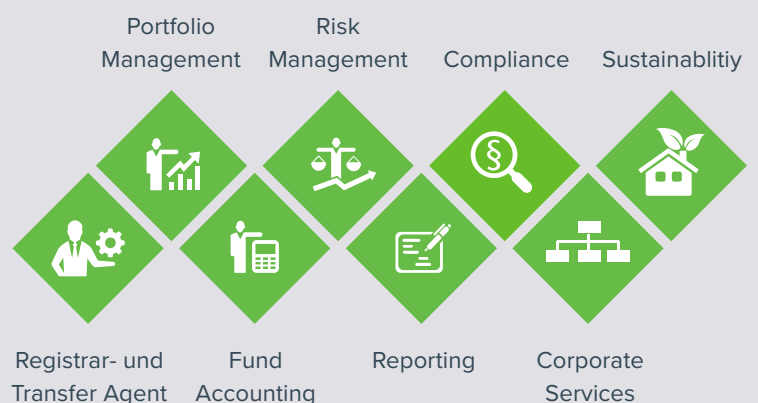 Portfolio
Management
Risk
Management
Compliance
Sustainablitiy
§
Registrar- und
Transfer Agent
Fund
Accounting
Reporting
Corporate
Services